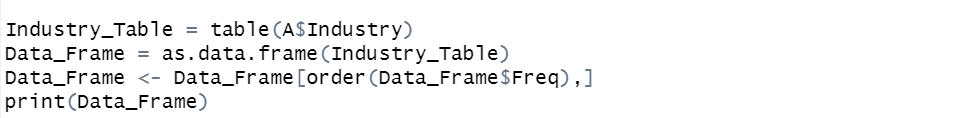 Industry_Table = table(A$Industry)
Data_Frame = as.data.frame(Industry_Table)
Data_Frame <- Data_Frame[order(Data_Frame$Freq),]
print(Data_Frame)